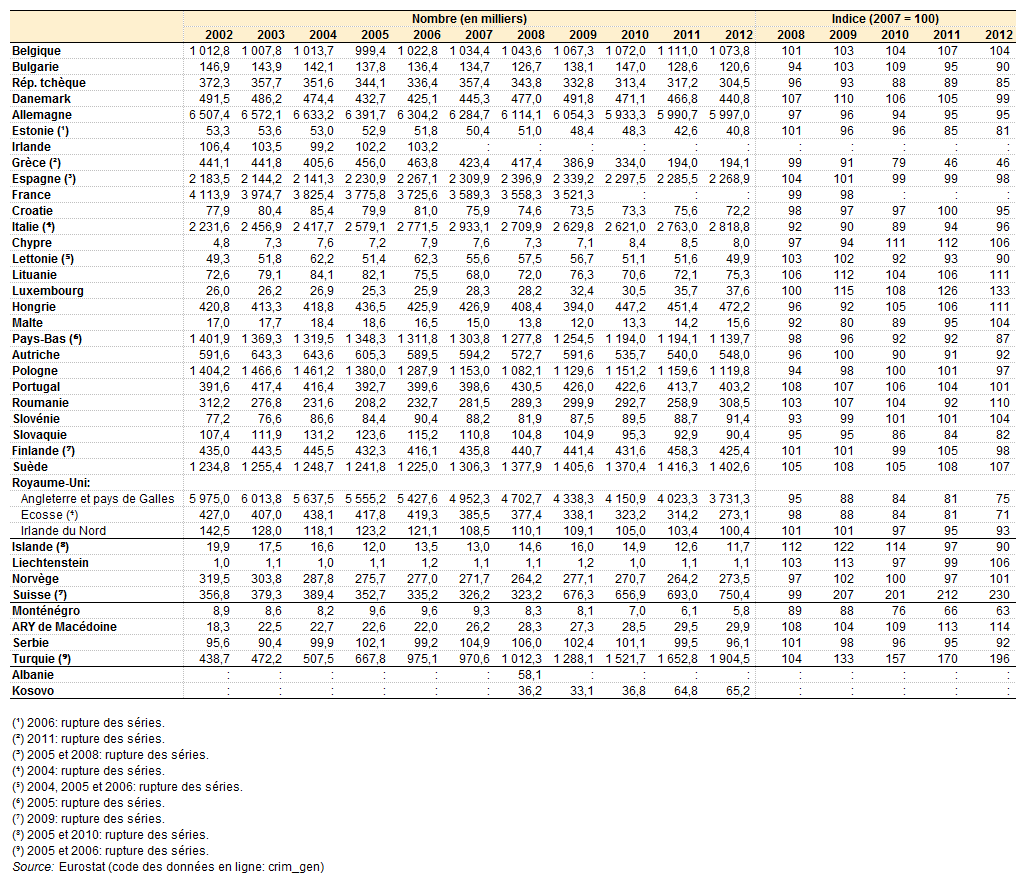 Nombre (en milliers) Indice (2007 = 100)
2002 2003 2004 2005 2006 2007 2008 2009 2010 2011 2012 2008 2009 2010 2011 2012
Belgique 1 012,8 1 007,8 1 013,7 999,4 1 022,8 1 034,4 1 043,6 1 067,3 1 072,0 1 111,0 1 073,8 101 103 104 107 104
Bulgarie 146,9 143,9 142,1 137,8 136,4 134,7 126,7 138,1 147,0 128,6 120,6 94 103 109 95 90
Rép. tchèque 372,3 357,7 351,6 344,1 336,4 357,4 343,8 332,8 313,4 317,2 304,5 96 93 88 89 85
Danemark 491,5 486,2 474,4 432,7 425,1 445,3 477,0 491,8 471,1 466,8 440,8 107 110 106 105 99
Allemagne 6 507,4 6 572,1 6 633,2 6 391,7 6 304,2 6 284,7 6 114,1 6 054,3 5 933,3 5 990,7 5 997,0 97 96 94 95 95
Estonie (¹) 53,3 53,6 53,0 52,9 51,8 50,4 51,0 48,4 48,3 42,6 40,8 101 96 96 85 81
Irlande 106,4 103,5 99,2 102,2 103,2 : : : : : : : : : : :
Grèce (²) 441,1 441,8 405,6 456,0 463,8 423,4 417,4 386,9 334,0 194,0 194,1 99 91 79 46 46
Espagne (³) 2 183,5 2 144,2 2 141,3 2 230,9 2 267,1 2 309,9 2 396,9 2 339,2 2 297,5 2 285,5 2 268,9 104 101 99 99 98
France 4 113,9 3 974,7 3 825,4 3 775,8 3 725,6 3 589,3 3 558,3 3 521,3 : : : 99 98 : : :
Croatie 77,9 80,4 85,4 79,9 81,0 75,9 74,6 73,5 73,3 75,6 72,2 98 97 97 100 95
Italie (⁴) 2 231,6 2 456,9 2 417,7 2 579,1 2 771,5 2 933,1 2 709,9 2 629,8 2 621,0 2 763,0 2 818,8 92 90 89 94 96
Chypre 4,8 7,3 7,6 7,2 7,9 7,6 7,3 7,1 8,4 8,5 8,0 97 94 111 112 106
Lettonie (⁵) 49,3 51,8 62,2 51,4 62,3 55,6 57,5 56,7 51,1 51,6 49,9 103 102 92 93 90
Lituanie 72,6 79,1 84,1 82,1 75,5 68,0 72,0 76,3 70,6 72,1 75,3 106 112 104 106 111
Luxembourg 26,0 26,2 26,9 25,3 25,9 28,3 28,2 32,4 30,5 35,7 37,6 100 115 108 126 133
Hongrie 420,8 413,3 418,8 436,5 425,9 426,9 408,4 394,0 447,2 451,4 472,2 96 92 105 106 111
Malte 17,0 17,7 18,4 18,6 16,5 15,0 13,8 12,0 13,3 14,2 15,6 92 80 89 95 104
Pays-Bas (⁶) 1 401,9 1 369,3 1 319,5 1 348,3 1 311,8 1 303,8 1 277,8 1 254,5 1 194,0 1 194,1 1 139,7 98 96 92 92 87
Autriche 591,6 643,3 643,6 605,3 589,5 594,2 572,7 591,6 535,7 540,0 548,0 96 100 90 91 92
Pologne 1 404,2 1 466,6 1 461,2 1 380,0 1 287,9 1 153,0 1 082,1 1 129,6 1 151,2 1 159,6 1 119,8 94 98 100 101 97
Portugal 391,6 417,4 416,4 392,7 399,6 398,6 430,5 426,0 422,6 413,7 403,2 108 107 106 104 101
Roumanie 312,2 276,8 231,6 208,2 232,7 281,5 289,3 299,9 292,7 258,9 308,5 103 107 104 92 110
Slovénie 77,2 76,6 86,6 84,4 90,4 88,2 81,9 87,5 89,5 88,7 91,4 93 99 101 101 104
Slovaquie 107,4 111,9 131,2 123,6 115,2 110,8 104,8 104,9 95,3 92,9 90,4 95 95 86 84 82
Finlande (⁷) 435,0 443,5 445,5 432,3 416,1 435,8 440,7 441,4 431,6 458,3 425,4 101 101 99 105 98
Suède 1 234,8 1 255,4 1 248,7 1 241,8 1 225,0 1 306,3 1 377,9 1 405,6 1 370,4 1 416,3 1 402,6 105 108 105 108 107
Royaume-Uni:
Angleterre et pays de Galles 5 975,0 6 013,8 5 637,5 5 555,2 5 427,6 4 952,3 4 702,7 4 338,3 4 150,9 4 023,3 3 731,3 95 88 84 81 75
Ecosse (⁴) 427,0 407,0 438,1 417,8 419,3 385,5 377,4 338,1 323,2 314,2 273,1 98 88 84 81 71
Irlande du Nord 142,5 128,0 118,1 123,2 121,1 108,5 110,1 109,1 105,0 103,4 100,4 101 101 97 95 93
Islande (⁸) 19,9 17,5 16,6 12,0 13,5 13,0 14,6 16,0 14,9 12,6 11,7 112 122 114 97 90
Liechtenstein 1,0 1,1 1,0 1,1 1,2 1,1 1,1 1,2 1,0 1,1 1,1 103 113 97 99 106
Norvège 319,5 303,8 287,8 275,7 277,0 271,7 264,2 277,1 270,7 264,2 273,5 97 102 100 97 101
Suisse (⁷) 356,8 379,3 389,4 352,7 335,2 326,2 323,2 676,3 656,9 693,0 750,4 99 207 201 212 230
Monténégro 8,9 8,6 8,2 9,6 9,6 9,3 8,3 8,1 7,0 6,1 5,8 89 88 76 66 63
ARY de Macédoine 18,3 22,5 22,7 22,6 22,0 26,2 28,3 27,3 28,5 29,5 29,9 108 104 109 113 114
Serbie 95,6 90,4 99,9 102,1 99,2 104,9 106,0 102,4 101,1 99,5 96,1 101 98 96 95 92
Turquie (⁹) 438,7 472,2 507,5 667,8 975,1 970,6 1 012,3 1 288,1 1 521,7 1 652,8 1 904,5 104 133 157 170 196
Albanie : : : : : : 58,1 : : : : : : : : :
Kosovo : : : : : : 36,2 33,1 36,8 64,8 65,2 : : : : :
(¹) 2006: rupture des séries.
(²) 2011: rupture des séries.
(³) 2005 et 2008: rupture des séries.
(⁴) 2004: rupture des séries.
(⁵) 2004, 2005 et 2006: rupture des séries.
(⁶) 2005: rupture des séries.
(⁷) 2009: rupture des séries.
(⁸) 2005 et 2010: rupture des séries.
(⁹) 2005 et 2006: rupture des séries.
Source: Eurostat (code des données en ligne: crim_gen)